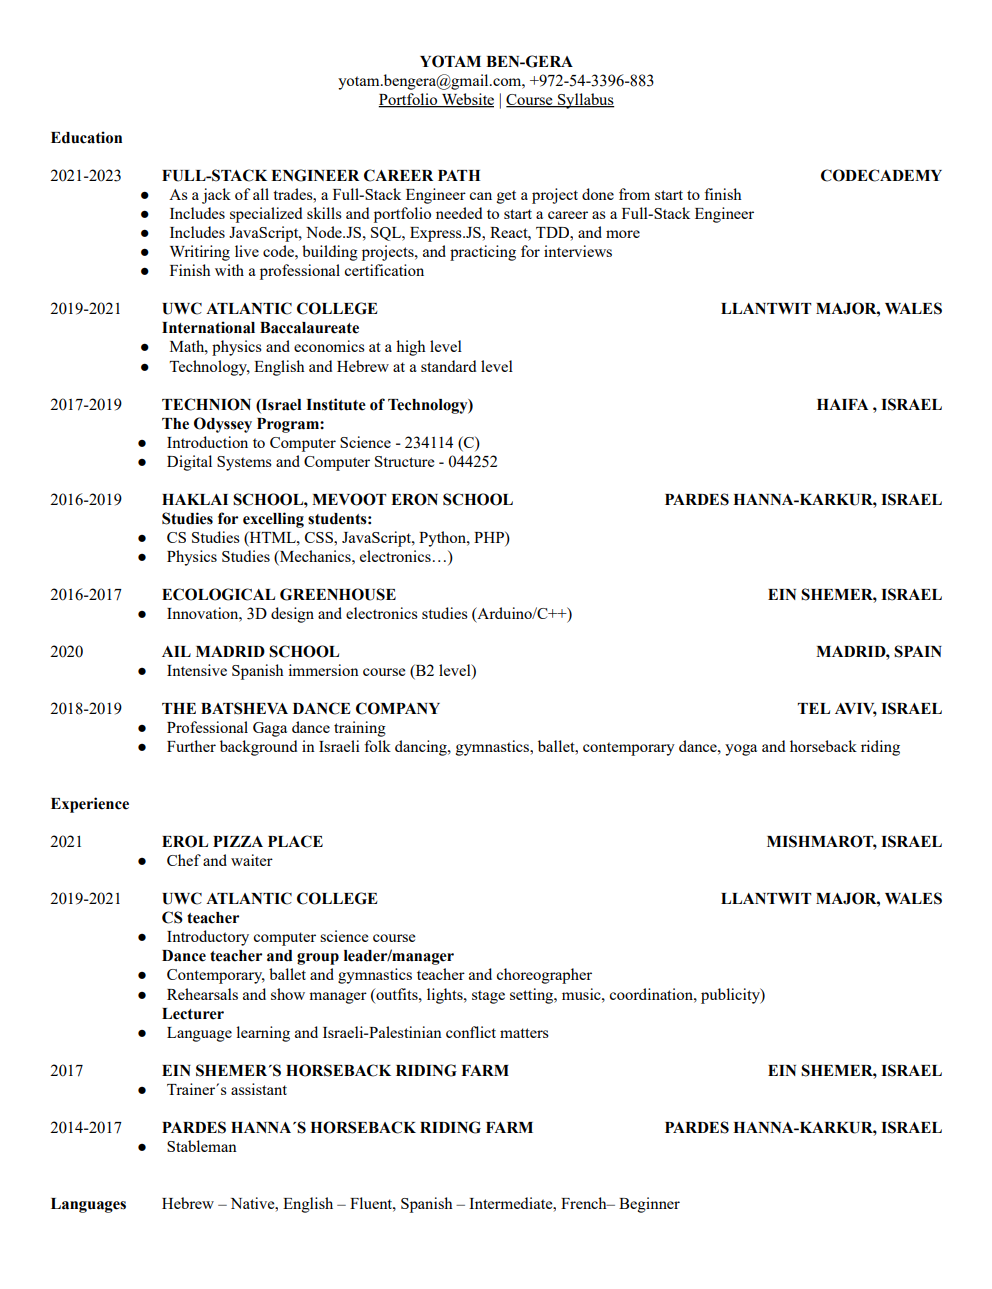 YOTAM BEN-GERA
yotam.bengera@gmail.com, +972-54-3396-883
Portfolio Website | Course Syllabus
Education
2021-2023 FULL-STACK ENGINEER CAREER PATH CODECADEMY
● As a jack of all trades, a Full-Stack Engineer can get a project done from start to finish
● Includes specialized skills and portfolio needed to start a career as a Full-Stack Engineer
● Includes JavaScript, Node.JS, SQL, Express.JS, React, TDD, and more
● Writiring live code, building projects, and practicing for interviews
● Finish with a professional certification
2019-2021 UWC ATLANTIC COLLEGE LLANTWIT MAJOR, WALES
International Baccalaureate
● Math, physics and economics at a high level
● Technology, English and Hebrew at a standard level
2017-2019 TECHNION (Israel Institute of Technology) HAIFA , ISRAEL
The Odyssey Program:
● Introduction to Computer Science - 234114 (C)
● Digital Systems and Computer Structure - 044252
2016-2019 HAKLAI SCHOOL, MEVOOT ERON SCHOOL PARDES HANNA-KARKUR, ISRAEL
Studies for excelling students:
● CS Studies (HTML, CSS, JavaScript, Python, PHP)
● Physics Studies (Mechanics, electronics…)
2016-2017 ECOLOGICAL GREENHOUSE EIN SHEMER, ISRAEL
● Innovation, 3D design and electronics studies (Arduino/C++)
2020 AIL MADRID SCHOOL MADRID, SPAIN
● Intensive Spanish immersion course (B2 level)
2018-2019 THE BATSHEVA DANCE COMPANY TEL AVIV, ISRAEL
● Professional Gaga dance training
● Further background in Israeli folk dancing, gymnastics, ballet, contemporary dance, yoga and horseback riding
Experience
2021 EROL PIZZA PLACE MISHMAROT, ISRAEL
● Chef and waiter
2019-2021 UWC ATLANTIC COLLEGE LLANTWIT MAJOR, WALES
CS teacher
● Introductory computer science course
Dance teacher and group leader/manager
● Contemporary, ballet and gymnastics teacher and choreographer
● Rehearsals and show manager (outfits, lights, stage setting, music, coordination, publicity)
Lecturer
● Language learning and Israeli-Palestinian conflict matters
2017 EIN SHEMER´S HORSEBACK RIDING FARM EIN SHEMER, ISRAEL
● Trainer´s assistant
2014-2017 PARDES HANNA´S HORSEBACK RIDING FARM PARDES HANNA-KARKUR, ISRAEL
● Stableman
Languages Hebrew – Native, English – Fluent, Spanish – Intermediate, French– Beginner